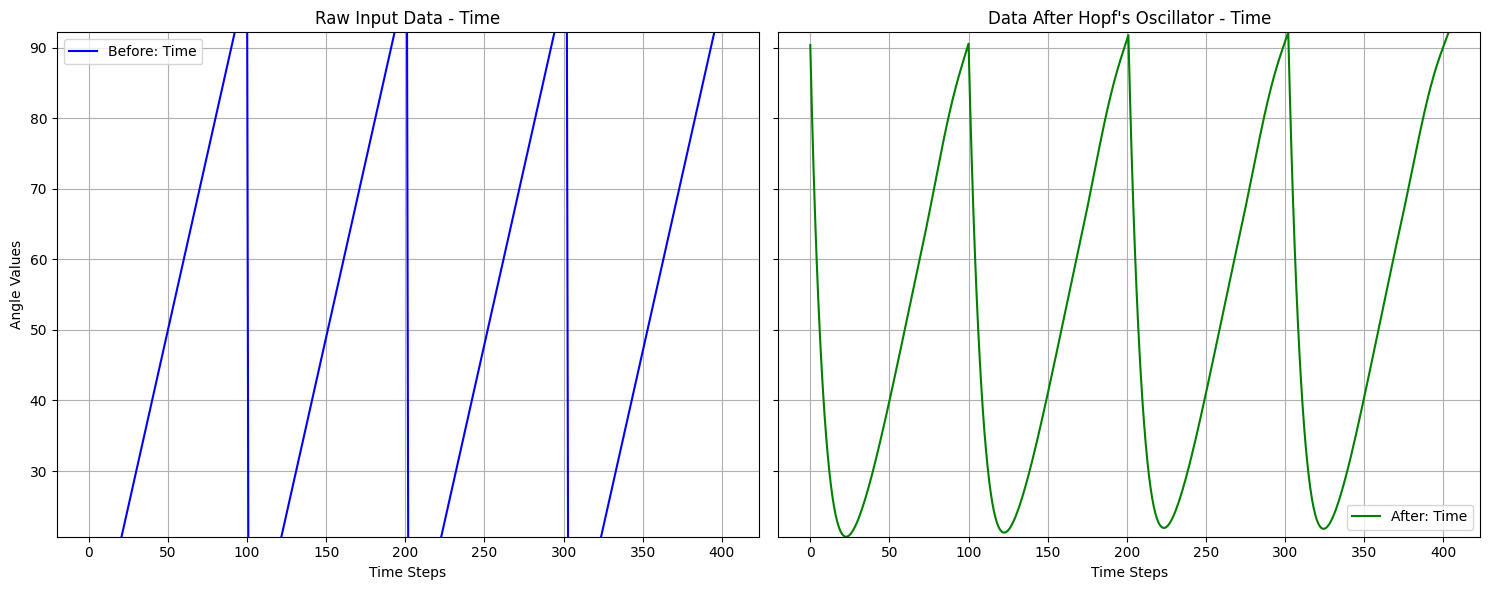 Raw Input Data - Time
Before: Time
90
80
70
60
50
40
30
Angle Values
0 50 100 150 200 250 300 350 400
Time Steps
Data After Hopf's Oscillator - Time
After: Time
0 50 100 150 200 250 300 350 400
Time Steps